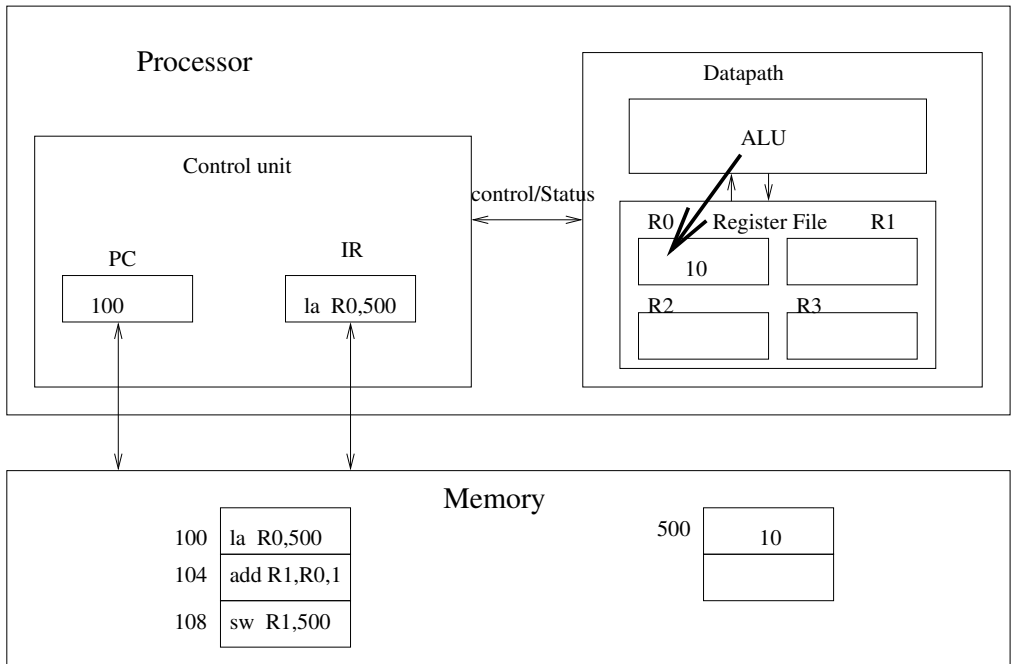 Processor
Datapath
ALU
Control unit
control/Status
R0 Register File R1
PC
IR
10
100
la R0,500
R2
R3
Memory
100 la R0,500
500 10
104 add R1,R0,1
108 sw R1,500